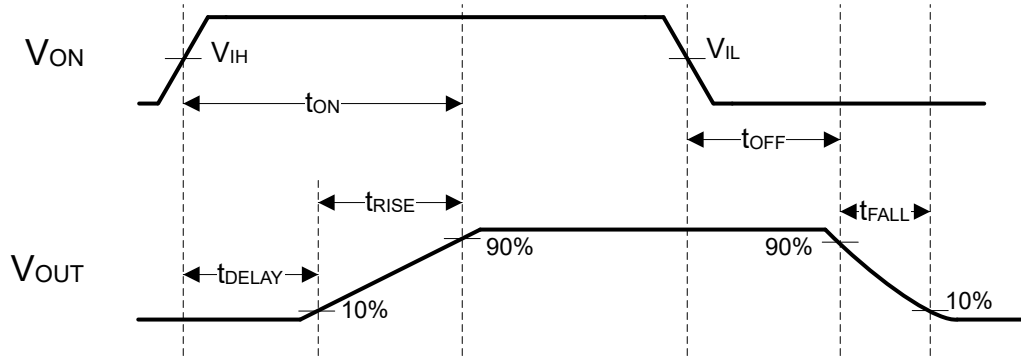 VON
VIH
VIL
tON
tOFF
tRISE
tFALL
90%
90%
VOUT
tDELAY
10%
10%